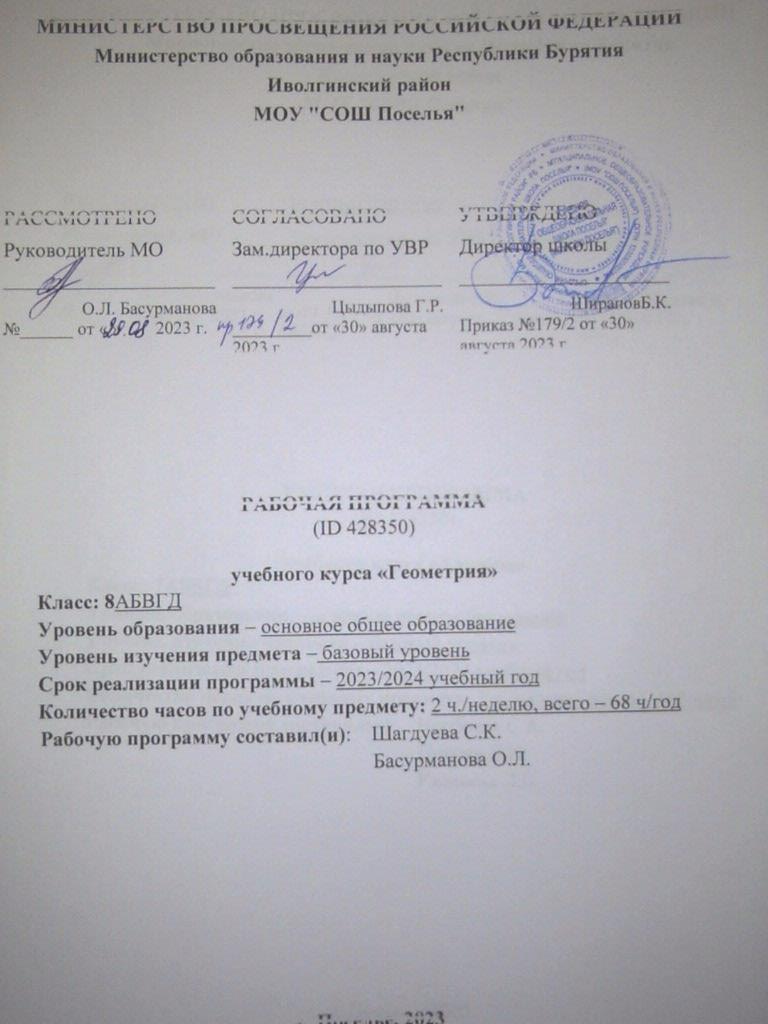 МИНИСТЕРСТВО ПРОСВЕЩЕНИЯ РОССИЙСКОЙ ФЕДЕРАЦИИ
Министерство образования и науки Республики Бурятия
Иволгинский район
МОУ "СОШ Поселья"
РАССМОТРЕНО СОГЛАСОВАНО УТВЕРЖДЕНО
Руководитель МО Зам.директора по УВР Директор школы
О.Л. Басурманова Цыдыпова Г.Р. ШираповБ.К.
№______ от «29.08 2023 г. пр 179/2 от «30» августа 2023 г Приказ №179/2 от «30» августа 2023 г
РАБОЧАЯ ПРОГРАММА
(ID 428350)
учебного курса «Геометрия»
Класс: 8АБВГД
Уровень образования – основное общее образование
Уровень изучения предмета – базовый уровень
Срок реализации программы – 2023/2024 учебный год
Количество часов по учебному предмету: 2 ч./неделю, всего – 68 ч/год
Рабочую программу составил(и): Шагдуева С.К.
Басурманова О.Л.
Поселье, 2023